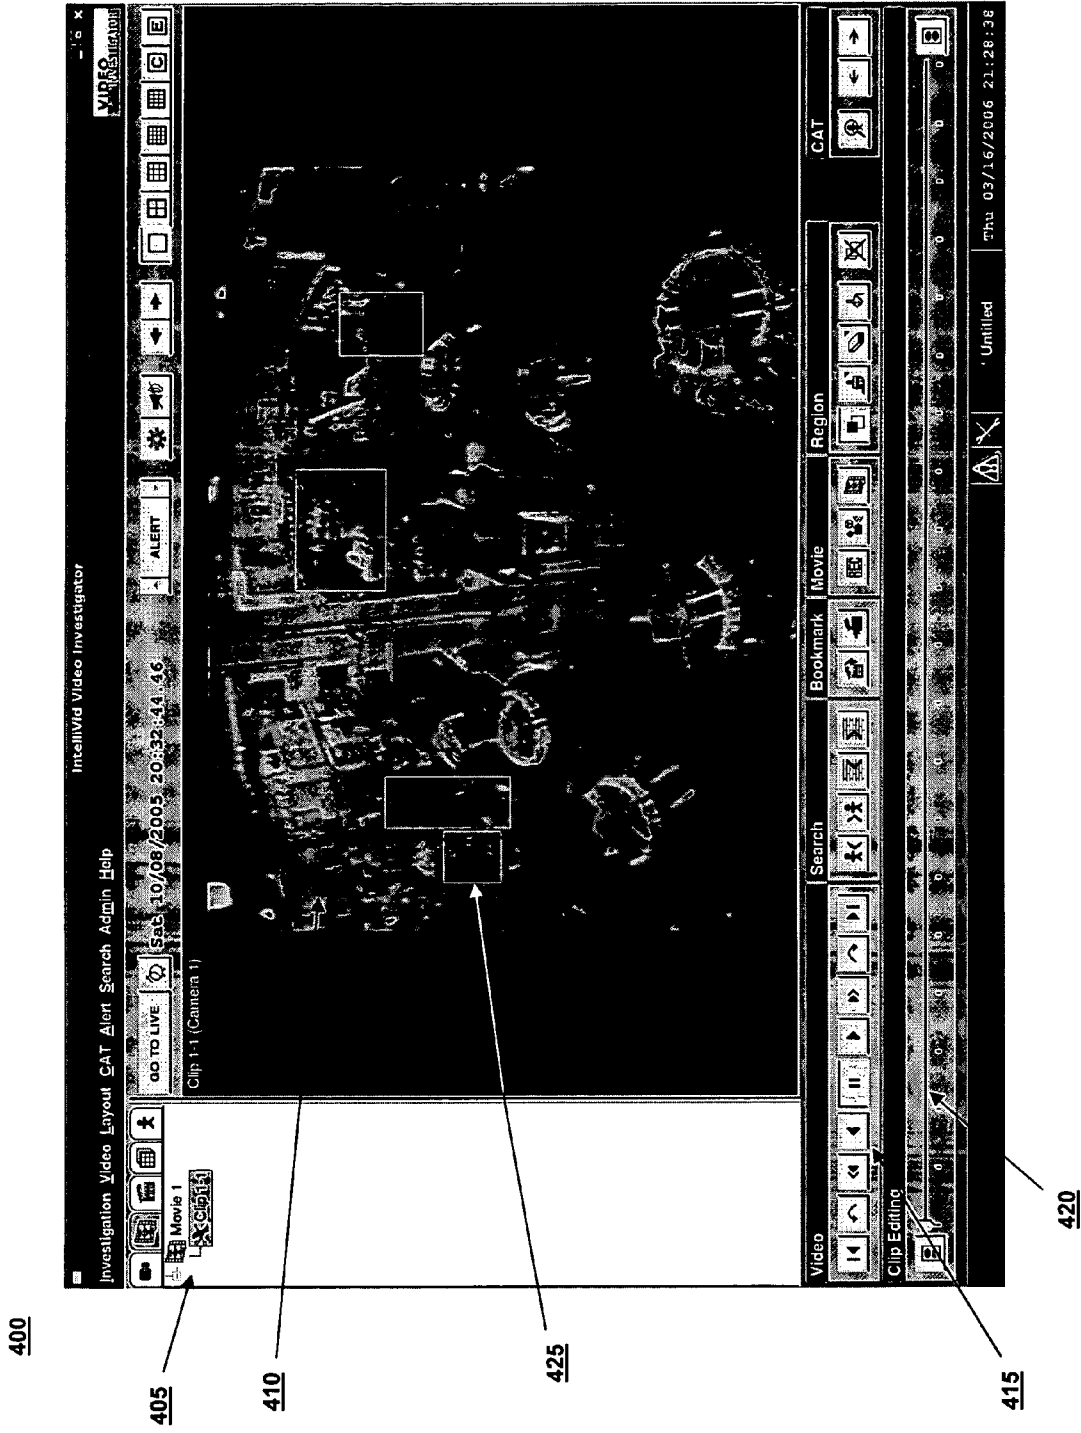 400
IntelliVid Video Investigator
Investigation Video Layout CAT Alert Search Admin Help
VIDEO
INVESTIGATOR
GO TO LIVE
Sat 10/08/2005 20:32:44.46
ALERT
C
E
405
Movie 1
Clip 1-1
Clip 1-1 (Camera 1)
410
425
Video
Search
Bookmark
Movie
Region
CAT
Clip Editing
Untitled
Thu 03/16/2006 21:28:38
415
420